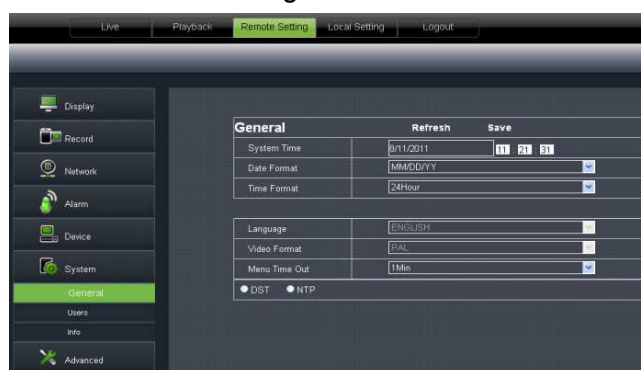 Live Playback Remote Setting Local Setting Logout
Display
Record
Network
Alarm
Device
System
General
Users
Info
Advanced
General Refresh Save
System Time 8/11/2011 11 : 21 : 31
Date Format MM/DD/YY
Time Format 24Hour
Language ENGLISH
Video Format PAL
Menu Time Out 1Min
DST NTP